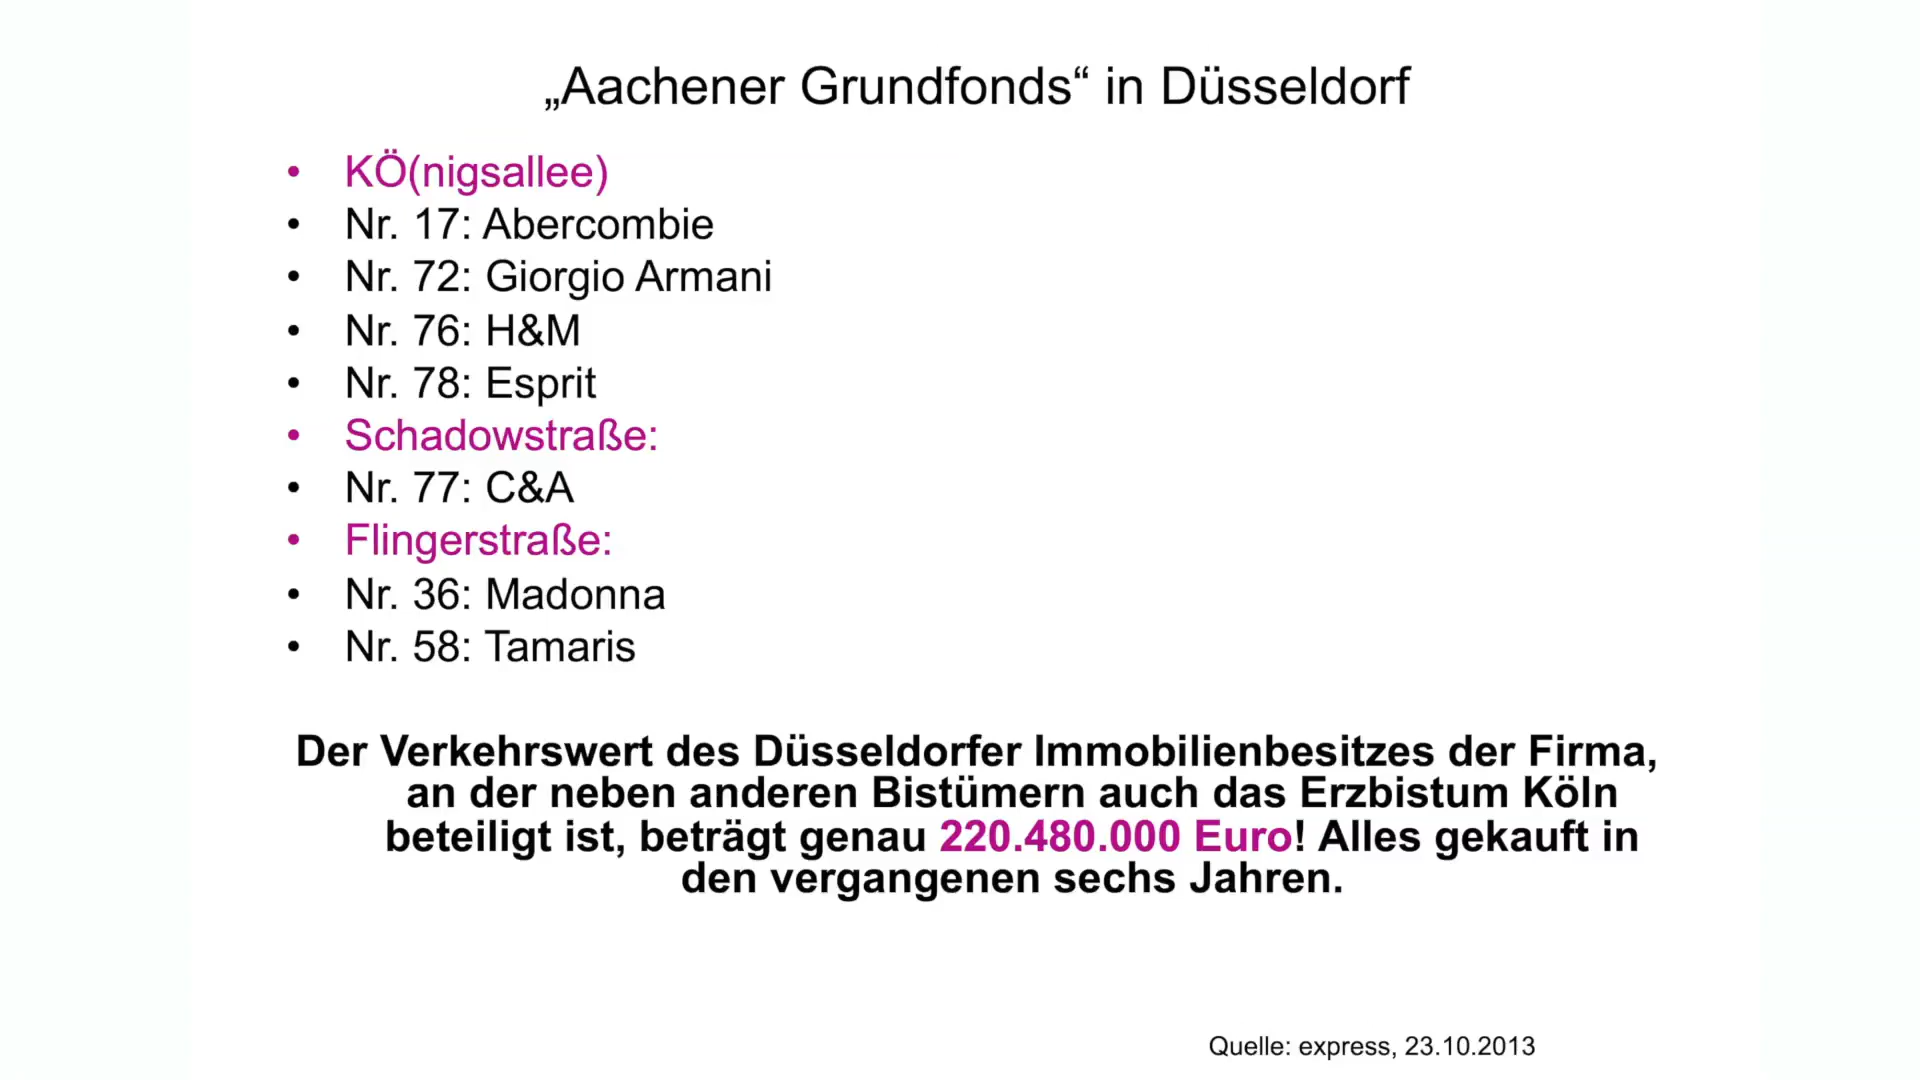 „Aachener Grundfonds“ in Düsseldorf
• KÖ(nigsallee)
• Nr. 17: Abercombie
• Nr. 72: Giorgio Armani
• Nr. 76: H&M
• Nr. 78: Esprit
• Schadowstraße:
• Nr. 77: C&A
• Flingerstraße:
• Nr. 36: Madonna
• Nr. 58: Tamaris
Der Verkehrswert des Düsseldorfer Immobilienbesitzes der Firma,
an der neben anderen Bistümern auch das Erzbistum Köln
beteiligt ist, beträgt genau 220.480.000 Euro! Alles gekauft in
den vergangenen sechs Jahren.
Quelle: express, 23.10.2013